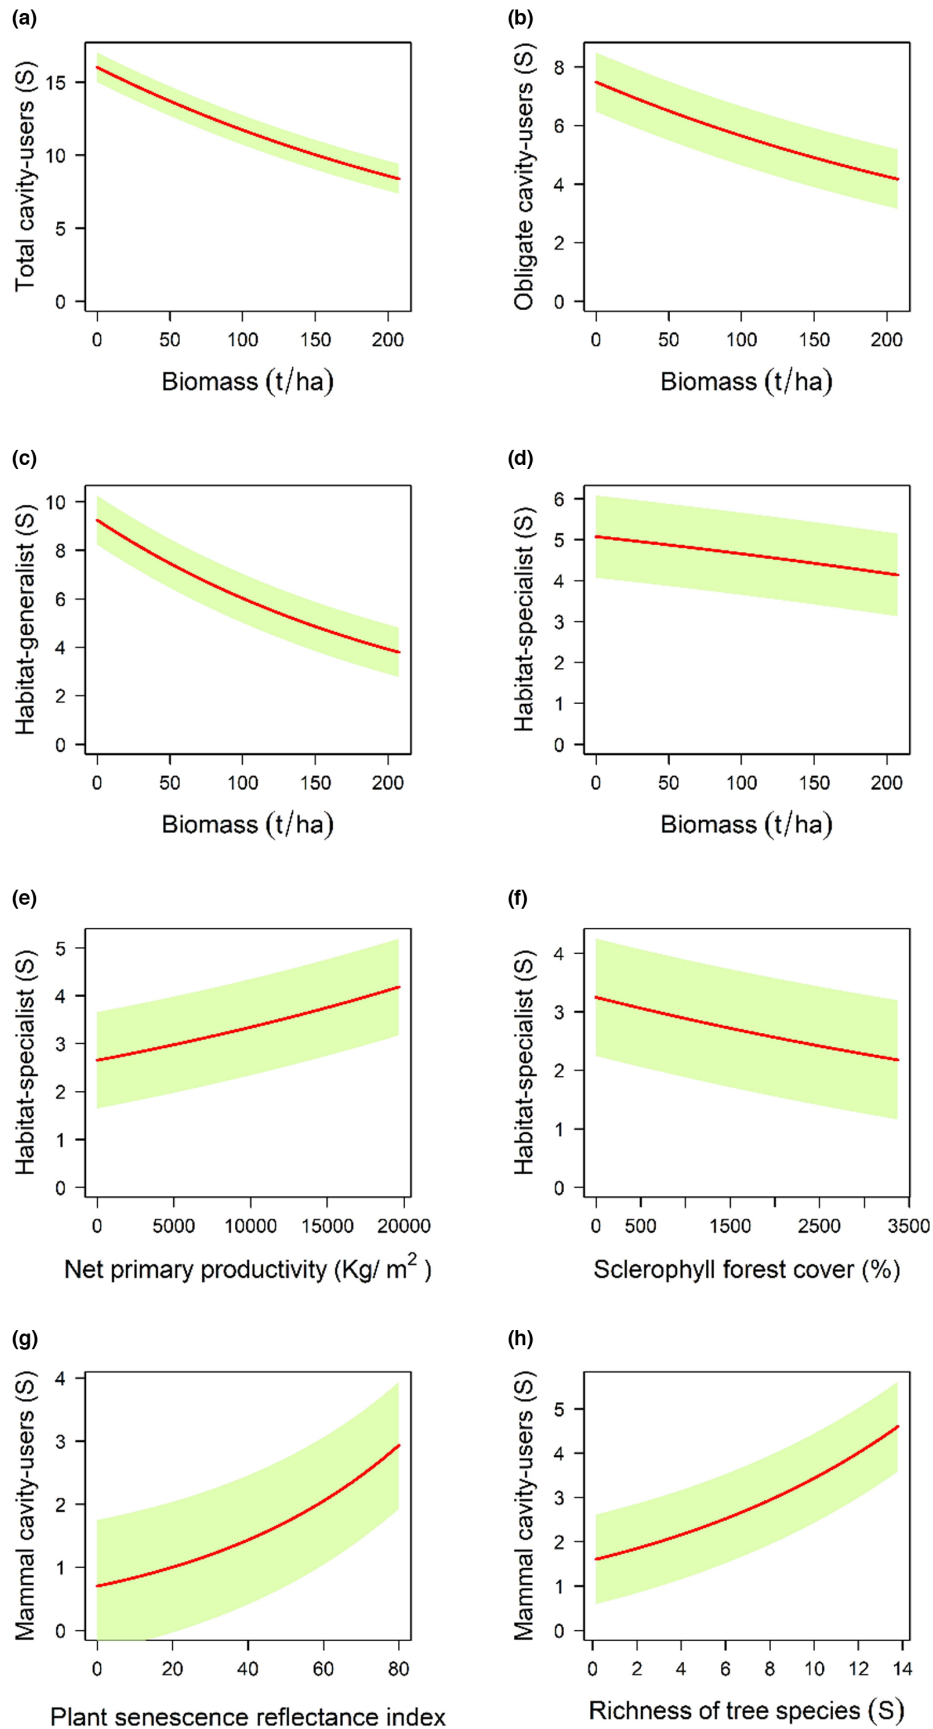 (a)
Total cavity-users (S)
15
10
5
0
0 50 100 150 200
Biomass (t/ha)
(b)
Obligate cavity-users (S)
8
6
4
2
0
0 50 100 150 200
Biomass (t/ha)
(c)
Habitat-generalist (S)
10
8
6
4
2
0
0 50 100 150 200
Biomass (t/ha)
(d)
Habitat-specialist (S)
6
5
4
3
2
1
0
0 50 100 150 200
Biomass (t/ha)
(e)
Habitat-specialist (S)
5
4
3
2
1
0
0 5000 10000 15000 20000
Net primary productivity (Kg/ m²)
(f)
Habitat-specialist (S)
4
3
2
1
0
0 500 1500 2500 3500
Sclerophyll forest cover (%)
(g)
Mammal cavity-users (S)
4
3
2
1
0
0 20 40 60 80
Plant senescence reflectance index
(h)
Mammal cavity-users (S)
5
4
3
2
1
0
0 2 4 6 8 10 12 14
Richness of tree species (S)